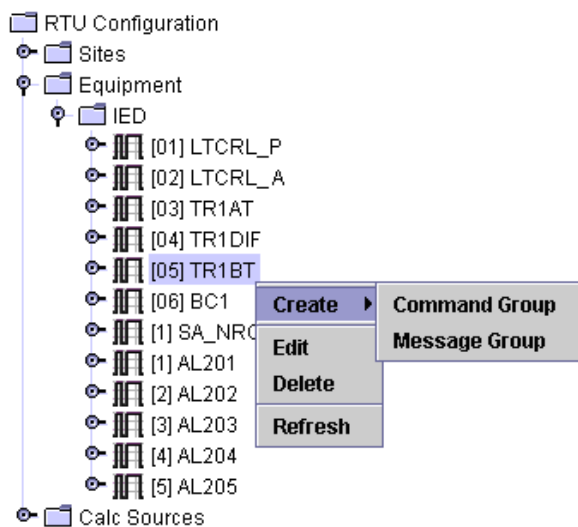 RTU Configuration
Sites
Equipment
IED
[01] LTCRL_P
[02] LTCRL_A
[03] TR1AT
[04] TR1DIF
[05] TR1BT
[06] BC1
Create
Command Group
[1] SA_NRC
Edit
Message Group
[1] AL201
[2] AL202
Delete
[3] AL203
Refresh
[4] AL204
[5] AL205
Calc Sources